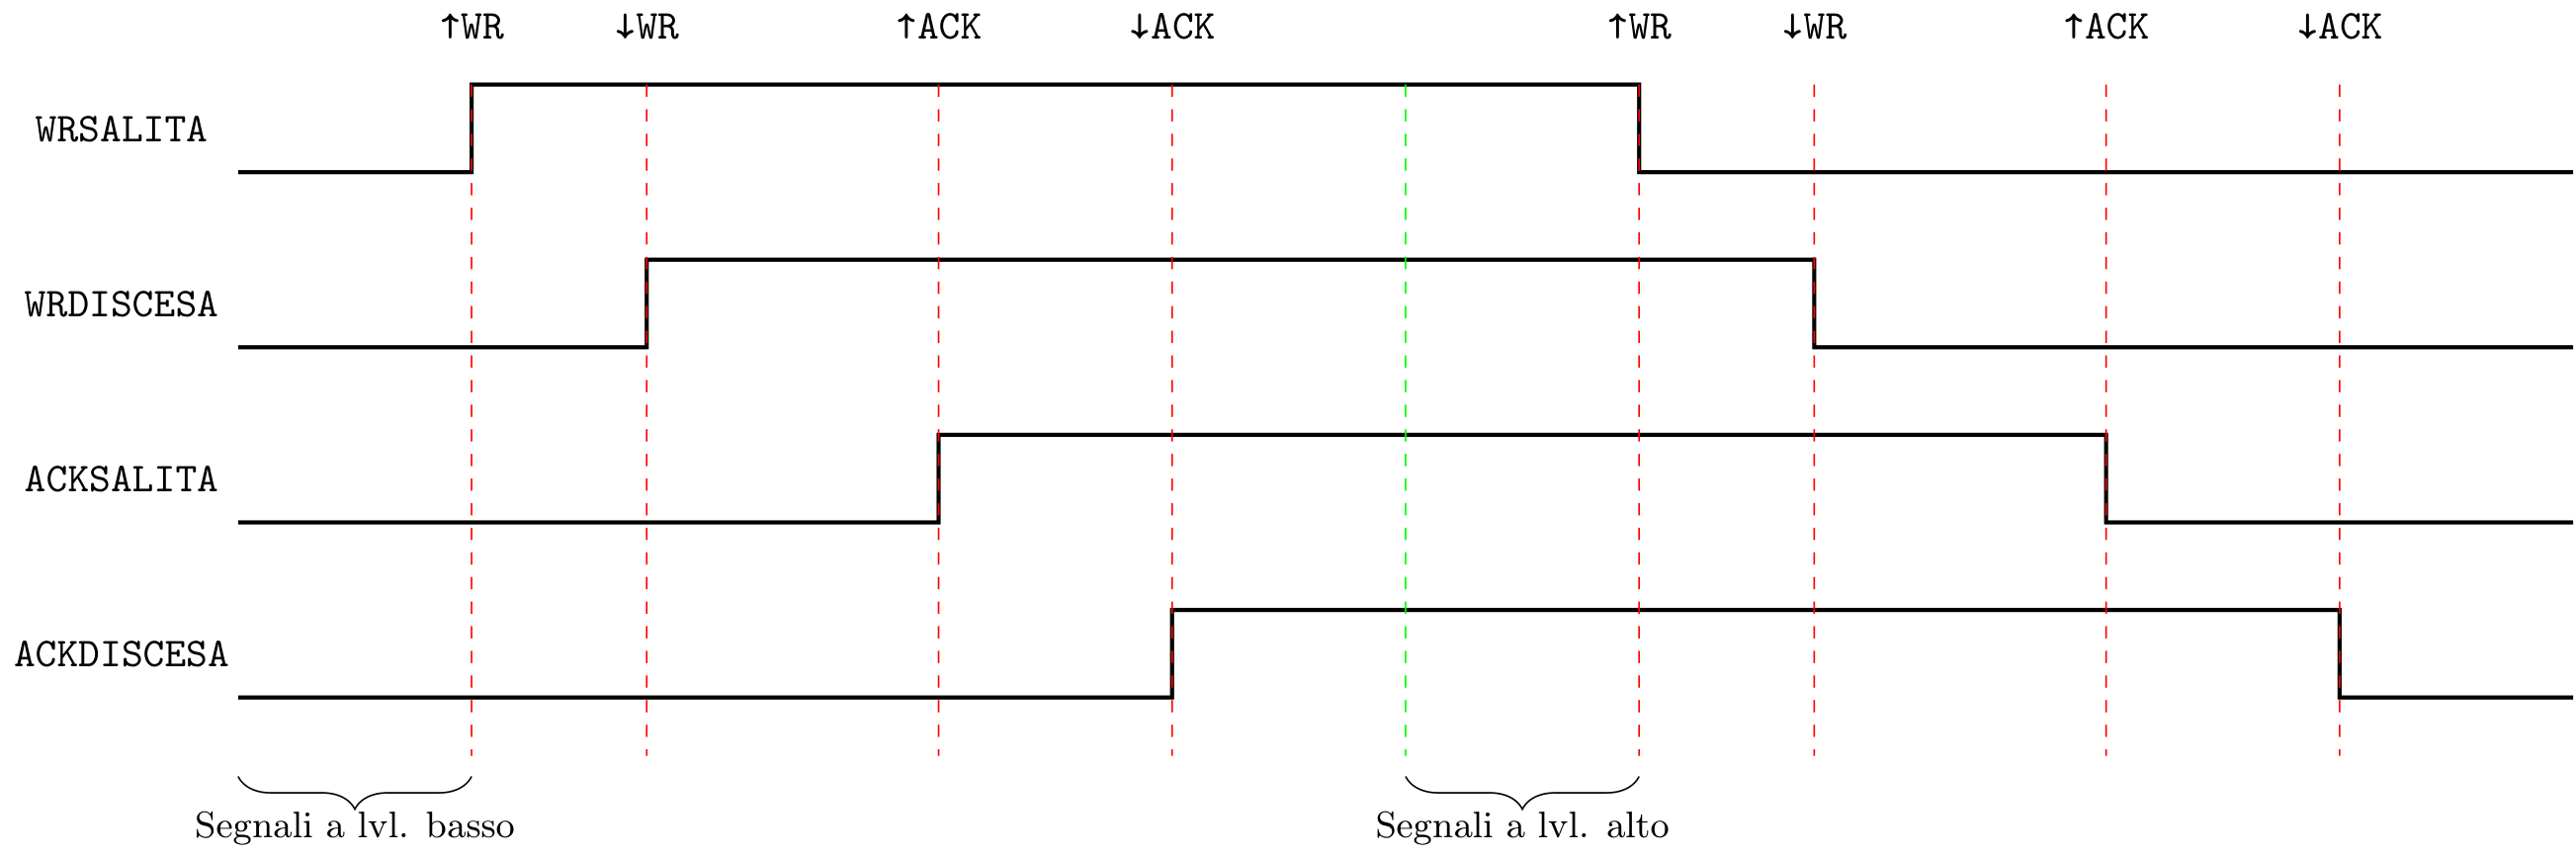 ↑WR ↓WR ↑ACK ↓ACK ↑WR ↓WR ↑ACK ↓ACK
WRSALITA
WRDISCESA
ACKSALITA
ACKDISCESA
Segnali a lvl. basso Segnali a lvl. alto